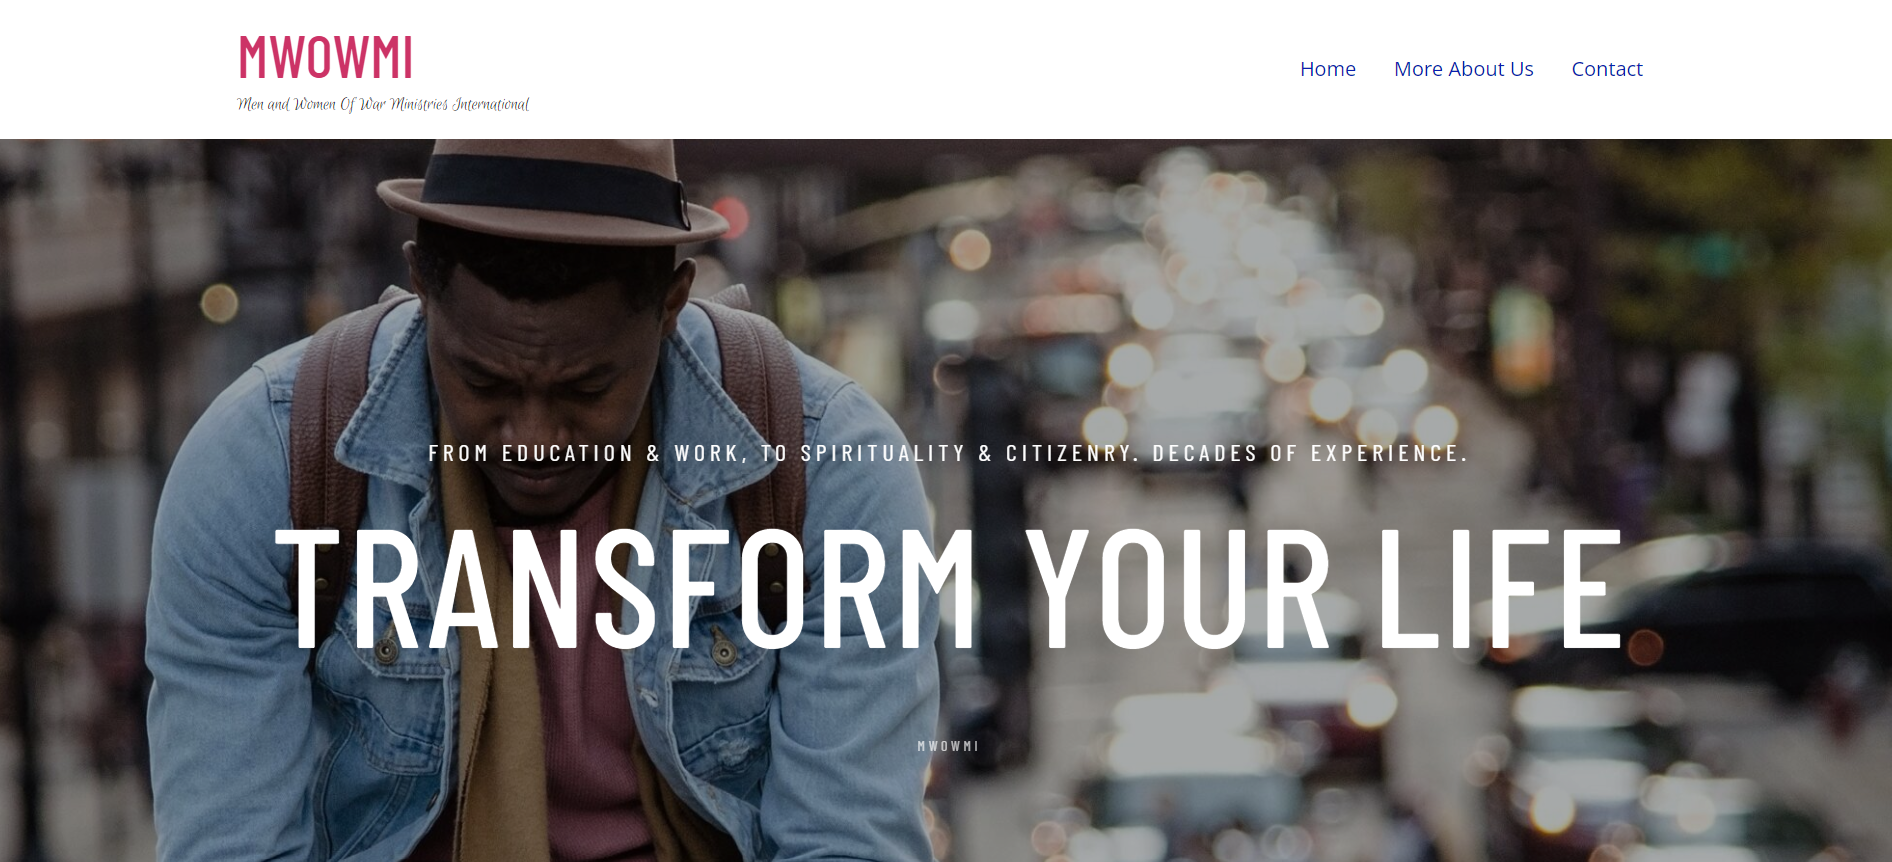 MWOWMI
Men and Women Of War Ministries International
Home More About Us Contact
FROM EDUCATION & WORK, TO SPIRITUALITY & CITIZENRY. DECADES OF EXPERIENCE.
TRANSFORM YOUR LIFE
MWOWMI